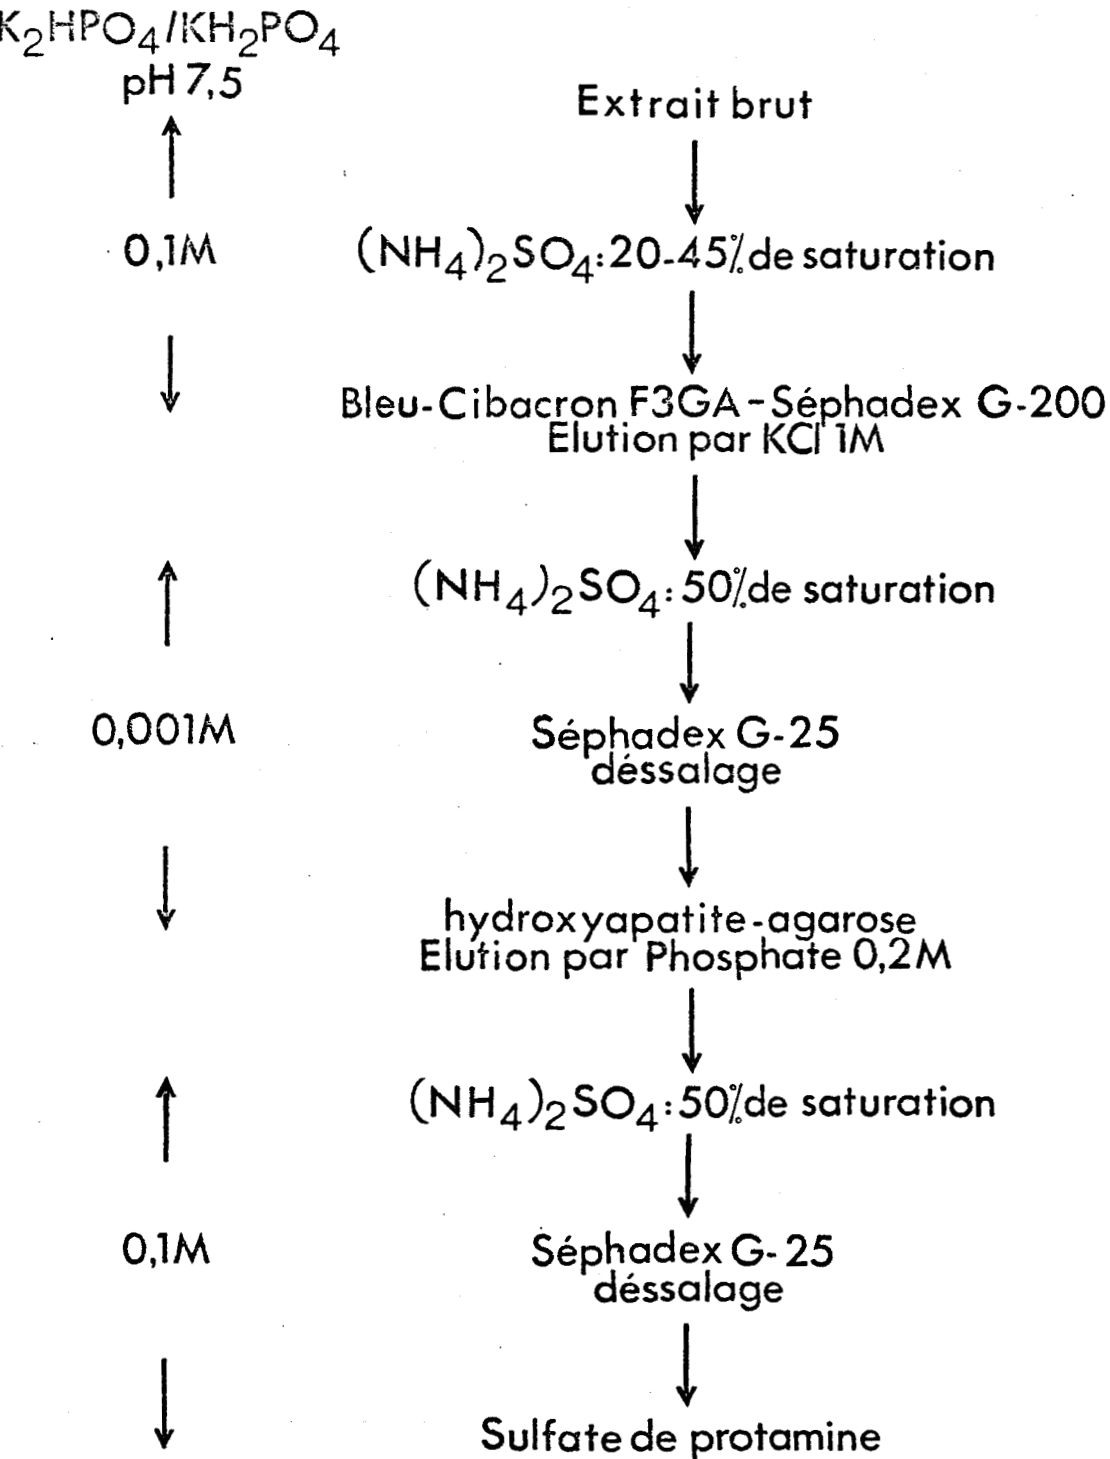 K₂HPO₄/KH₂PO₄
pH 7,5
Extrait brut
0,1M
(NH₄)₂SO₄:20-45% de saturation
Bleu-Cibacron F3GA-Séphadex G-200
Elution par KCl 1M
(NH₄)₂SO₄: 50% de saturation
0,001M
Séphadex G-25
déssalage
hydroxyapatite-agarose
Elution par Phosphate 0,2M
(NH₄)₂SO₄:50% de saturation
0,1M
Séphadex G-25
déssalage
Sulfate de protamine